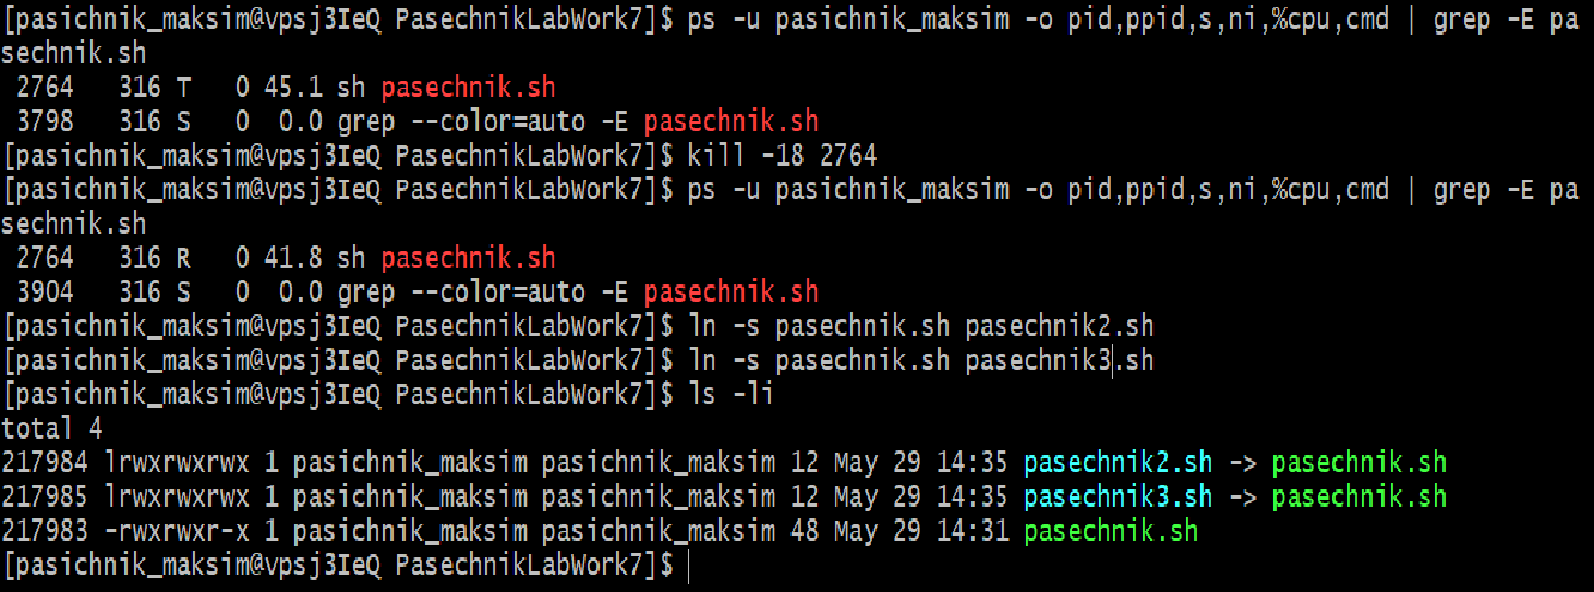 [pasichnik_maksim@vpsj3IeQ PasechnikLabWork7]$ ps -u pasichnik_maksim -o pid,ppid,s,ni,%cpu,cmd | grep -E pa
sechnik.sh
 2764   316 T   0 45.1 sh pasechnik.sh
 3798   316 S   0  0.0 grep --color=auto -E pasechnik.sh
[pasichnik_maksim@vpsj3IeQ PasechnikLabWork7]$ kill -18 2764
[pasichnik_maksim@vpsj3IeQ PasechnikLabWork7]$ ps -u pasichnik_maksim -o pid,ppid,s,ni,%cpu,cmd | grep -E pa
sechnik.sh
 2764   316 R   0 41.8 sh pasechnik.sh
 3904   316 S   0  0.0 grep --color=auto -E pasechnik.sh
[pasichnik_maksim@vpsj3IeQ PasechnikLabWork7]$ ln -s pasechnik.sh pasechnik2.sh
[pasichnik_maksim@vpsj3IeQ PasechnikLabWork7]$ ln -s pasechnik.sh pasechnik3.sh
[pasichnik_maksim@vpsj3IeQ PasechnikLabWork7]$ ls -li
total 4
217984 lrwxrwxrwx 1 pasichnik_maksim pasichnik_maksim 12 May 29 14:35 pasechnik2.sh -> pasechnik.sh
217985 lrwxrwxrwx 1 pasichnik_maksim pasichnik_maksim 12 May 29 14:35 pasechnik3.sh -> pasechnik.sh
217983 -rwxrwxr-x 1 pasichnik_maksim pasichnik_maksim 48 May 29 14:31 pasechnik.sh
[pasichnik_maksim@vpsj3IeQ PasechnikLabWork7]$